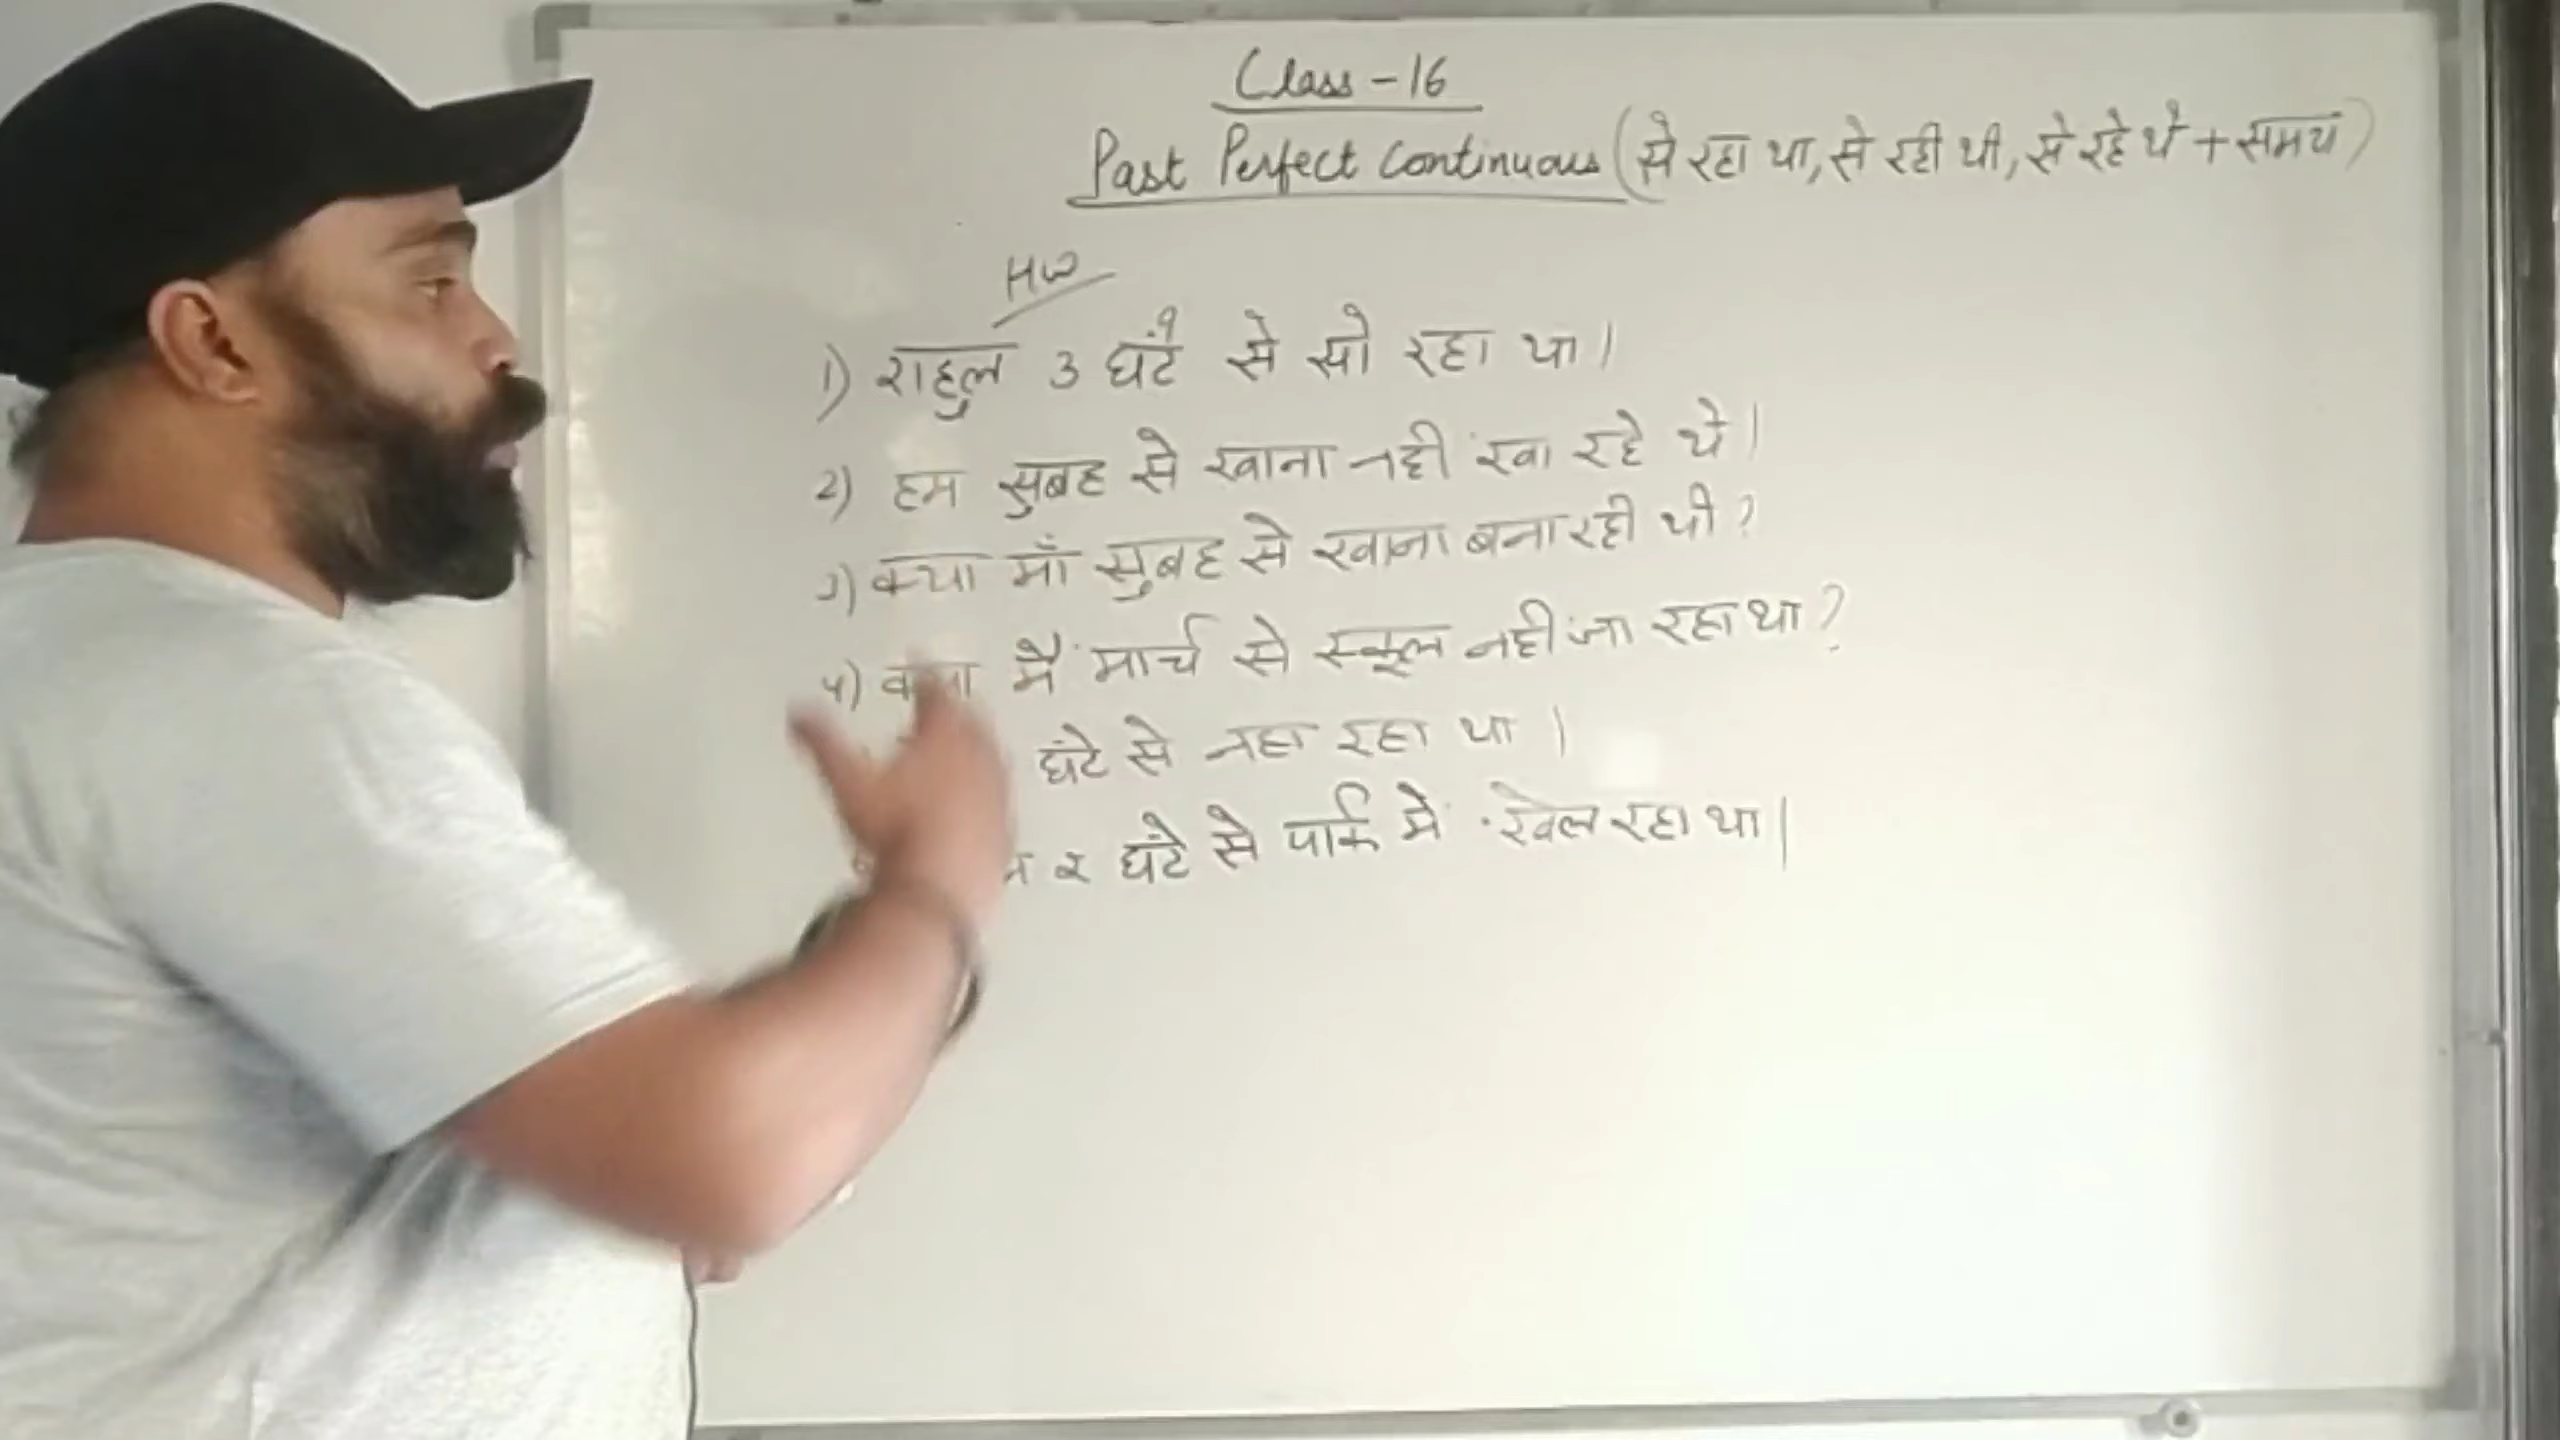 Class - 16
Past Perfect Continuous (से रहा था, से रही थी, से रहे थे + समय)
HW
1) राहुल 3 घंटे से सो रहा था।
2) हम सुबह से खाना नहीं खा रहे थे।
3) क्या माँ सुबह से खाना बना रही थी?
4) मैं मार्च से स्कूल नहीं जा रहा था?
घंटे से नहा रहा था।
2 घंटे से पार्क में खेल रहा था।